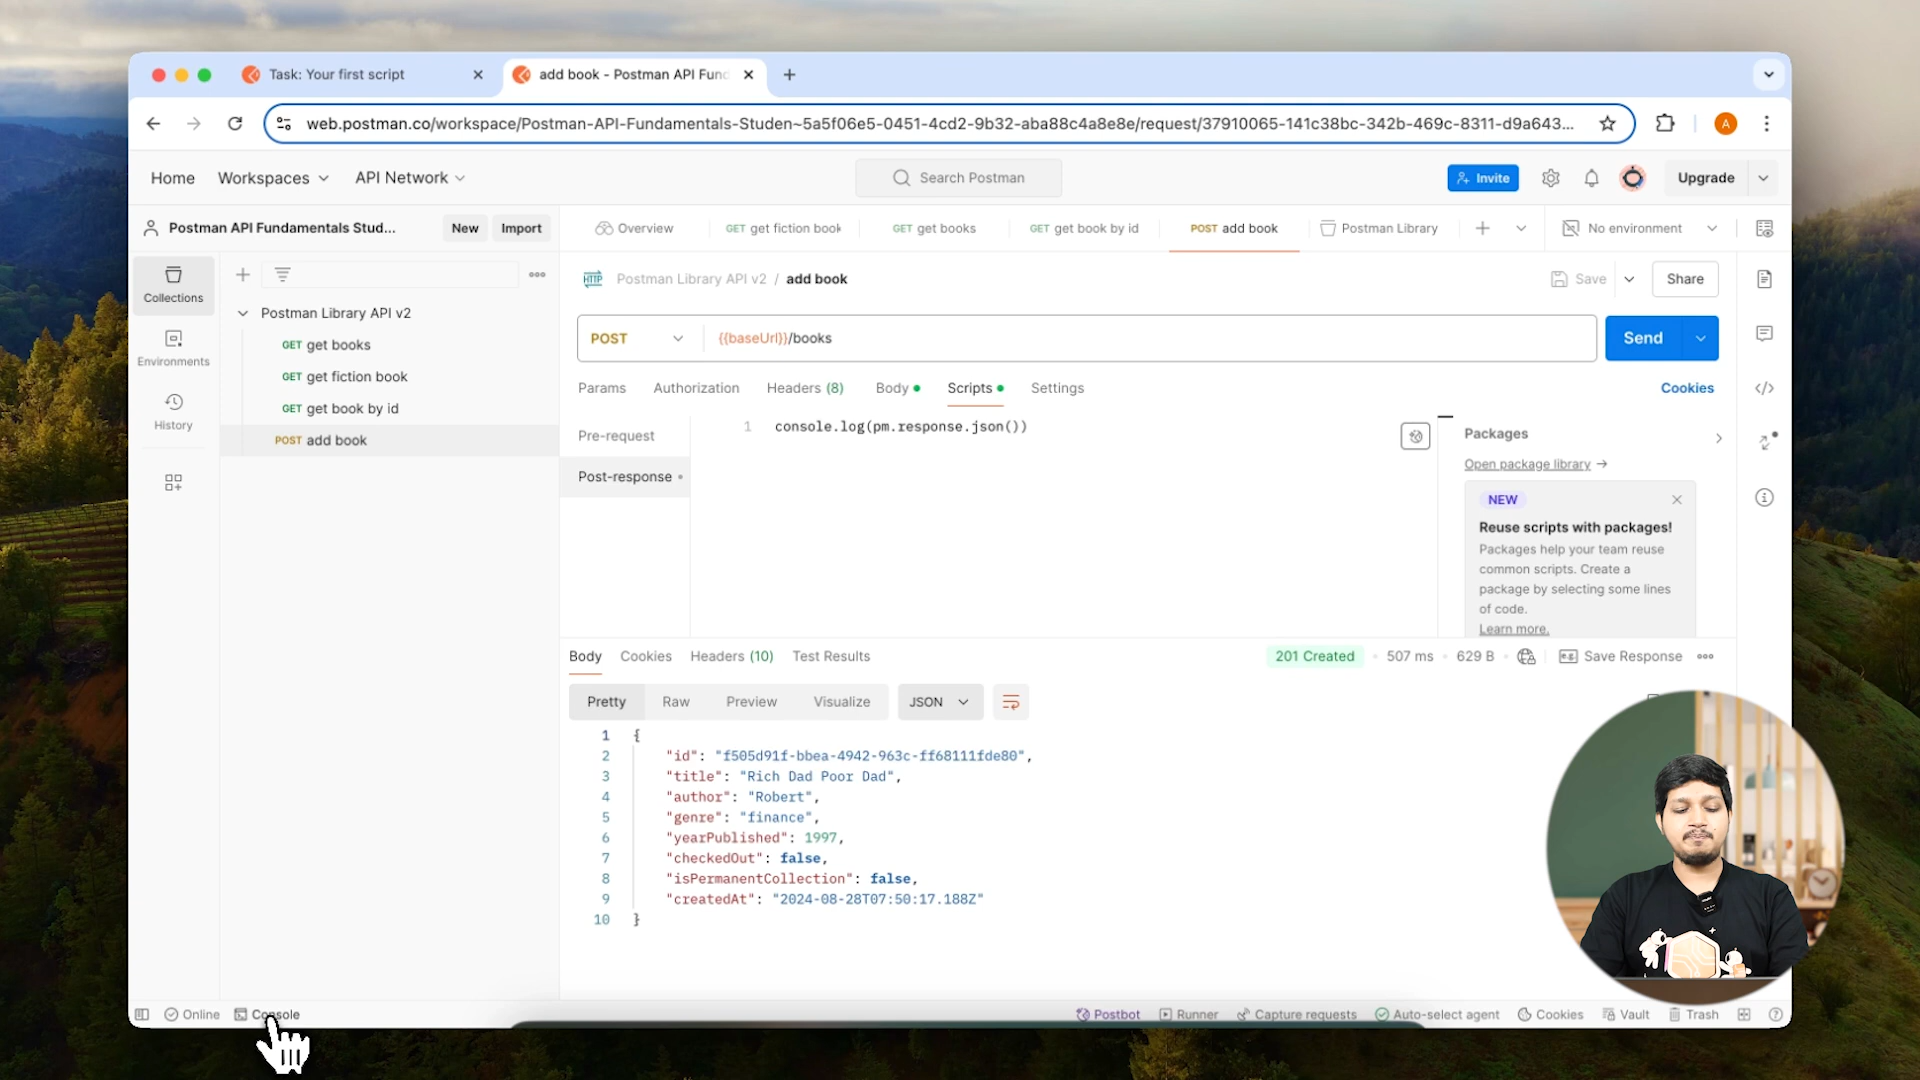 Task: Your first script
add book - Postman API Fund
web.postman.co/workspace/Postman-API-Fundamentals-Studen~5a5f06e5-0451-4cd2-9b32-aba88c4a8e8e/request/37910065-141c38bc-342b-469c-8311-d9a643...
A
Home
Workspaces
API Network
Search Postman
Invite
Upgrade
Postman API Fundamentals Stud...
New
Import
Overview
GET get fiction book
GET get books
GET get book by id
POST add book
Postman Library
No environment
Collections
Environments
History
Postman Library API v2
GET get books
GET get fiction book
GET get book by id
POST add book
HTTP
Postman Library API v2 / add book
Save
Share
POST
{{baseUrl}}/books
Send
Params
Authorization
Headers (8)
Body
Scripts
Settings
Cookies
Pre-request
Post-response
1 console.log(pm.response.json())
Packages
Open package library →
NEW
Reuse scripts with packages!
Packages help your team reuse
common scripts. Create a
package by selecting some lines
of code.
Learn more.
Body
Cookies
Headers (10)
Test Results
201 Created
507 ms
629 B
e.g.
Save Response
Pretty
Raw
Preview
Visualize
JSON
1 {
2 "id": "f505d91f-bbea-4942-963c-ff68111fde80",
3 "title": "Rich Dad Poor Dad",
4 "author": "Robert",
5 "genre": "finance",
6 "yearPublished": 1997,
7 "checkedOut": false,
8 "isPermanentCollection": false,
9 "createdAt": "2024-08-28T07:50:17.188Z"
10 }
Online
Console
Postbot
Runner
Capture requests
Auto-select agent
Cookies
Vault
Trash